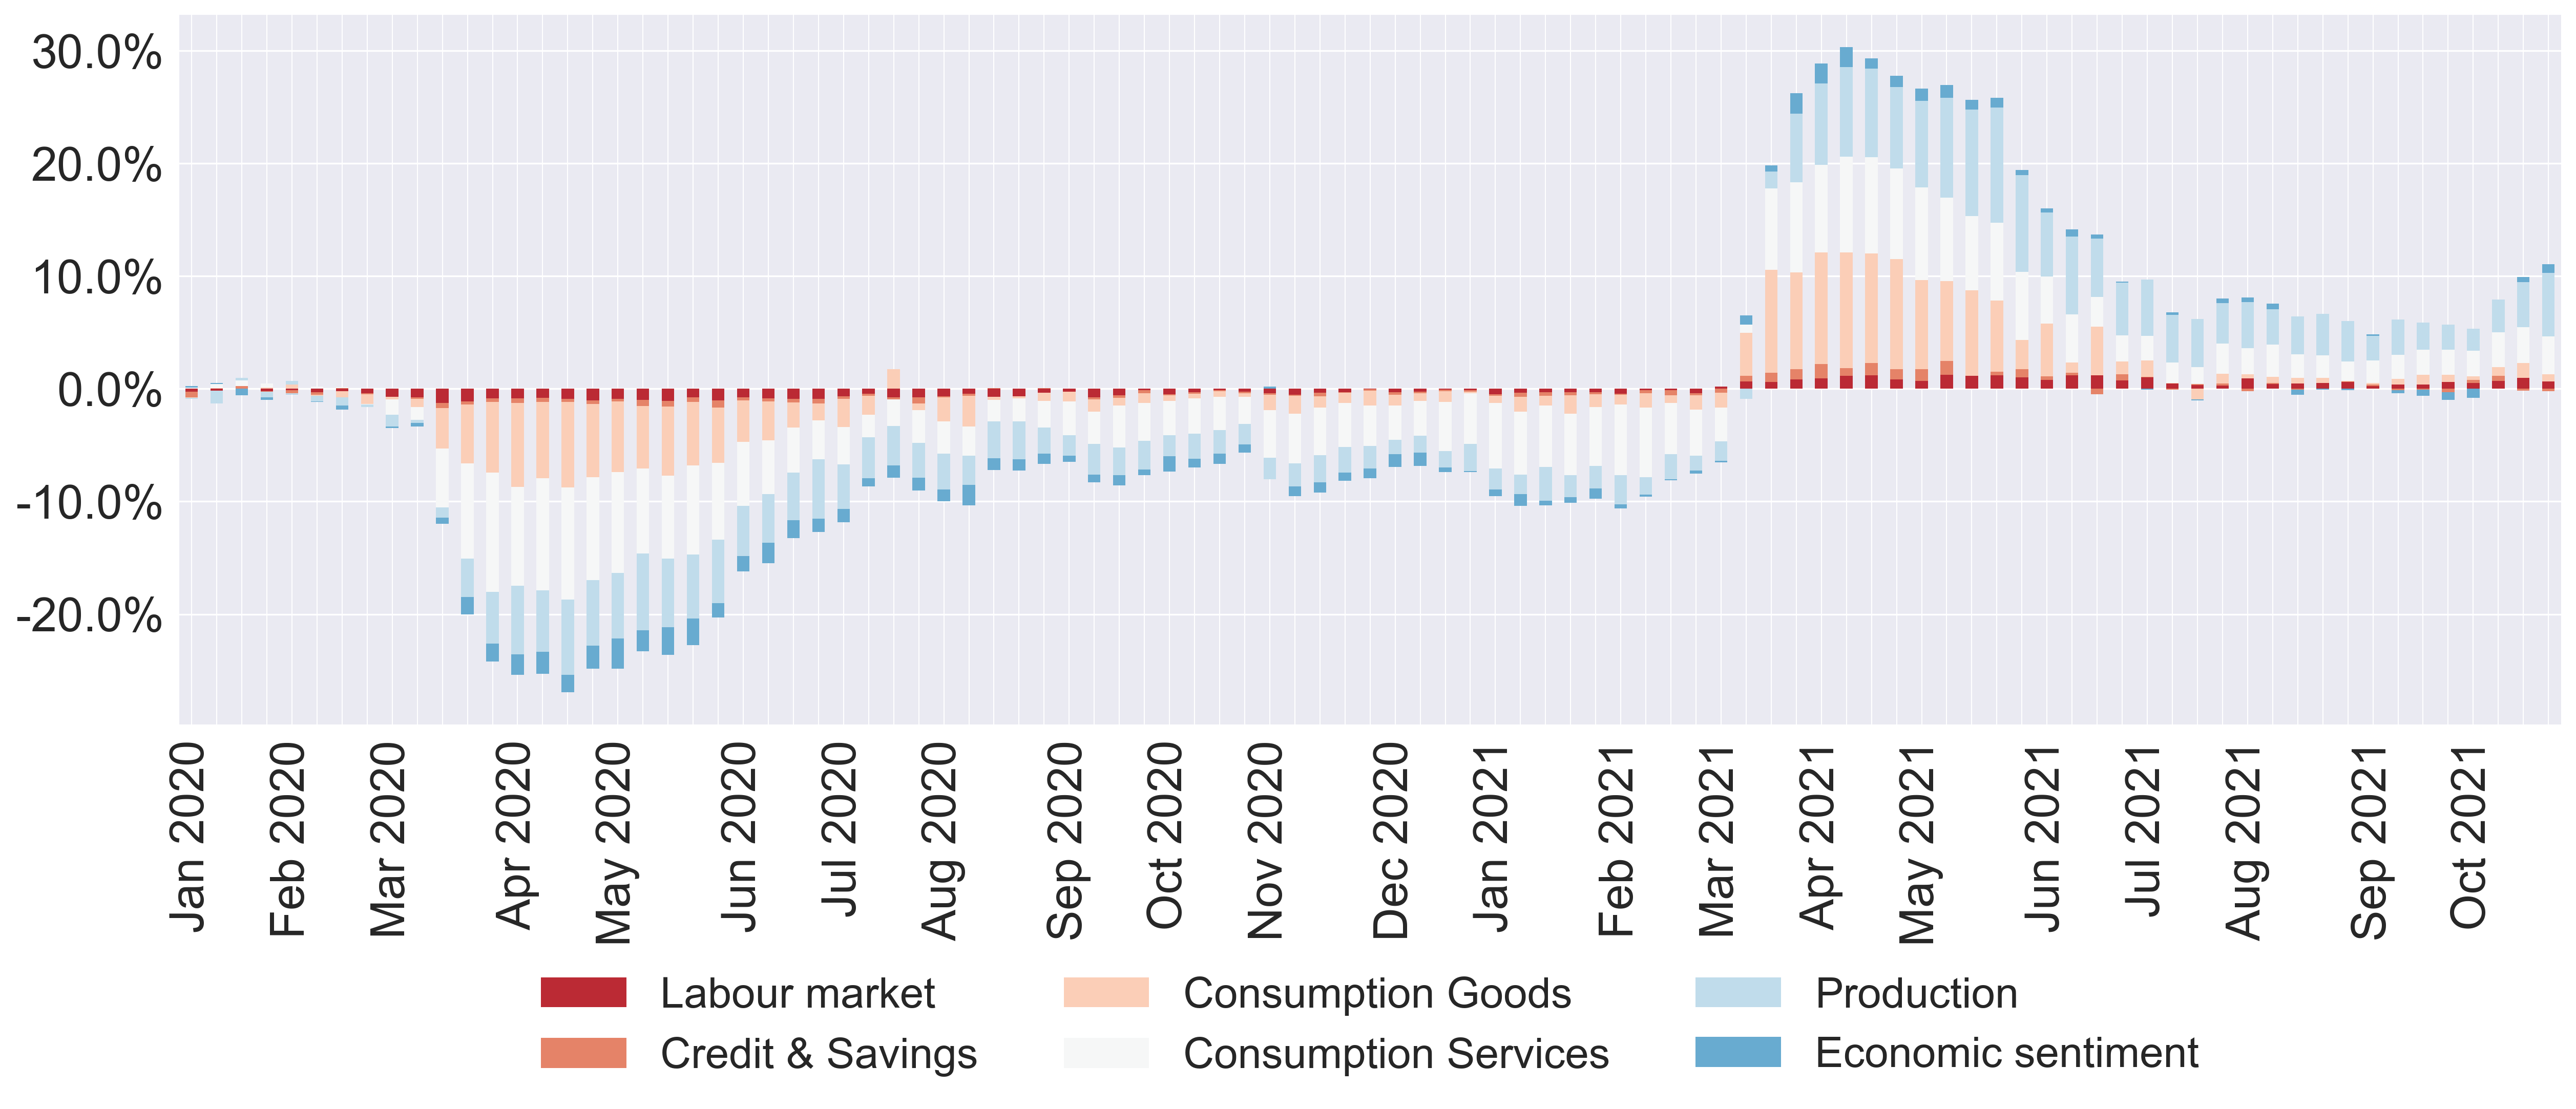 30.0%
20.0%
10.0%
0.0%
-10.0%
-20.0%
Jan 2020
Feb 2020
Mar 2020
Apr 2020
May 2020
Jun 2020
Jul 2020
Aug 2020
Sep 2020
Oct 2020
Nov 2020
Dec 2020
Jan 2021
Feb 2021
Mar 2021
Apr 2021
May 2021
Jun 2021
Jul 2021
Aug 2021
Sep 2021
Oct 2021
Labour market
Consumption Goods
Production
Credit & Savings
Consumption Services
Economic sentiment